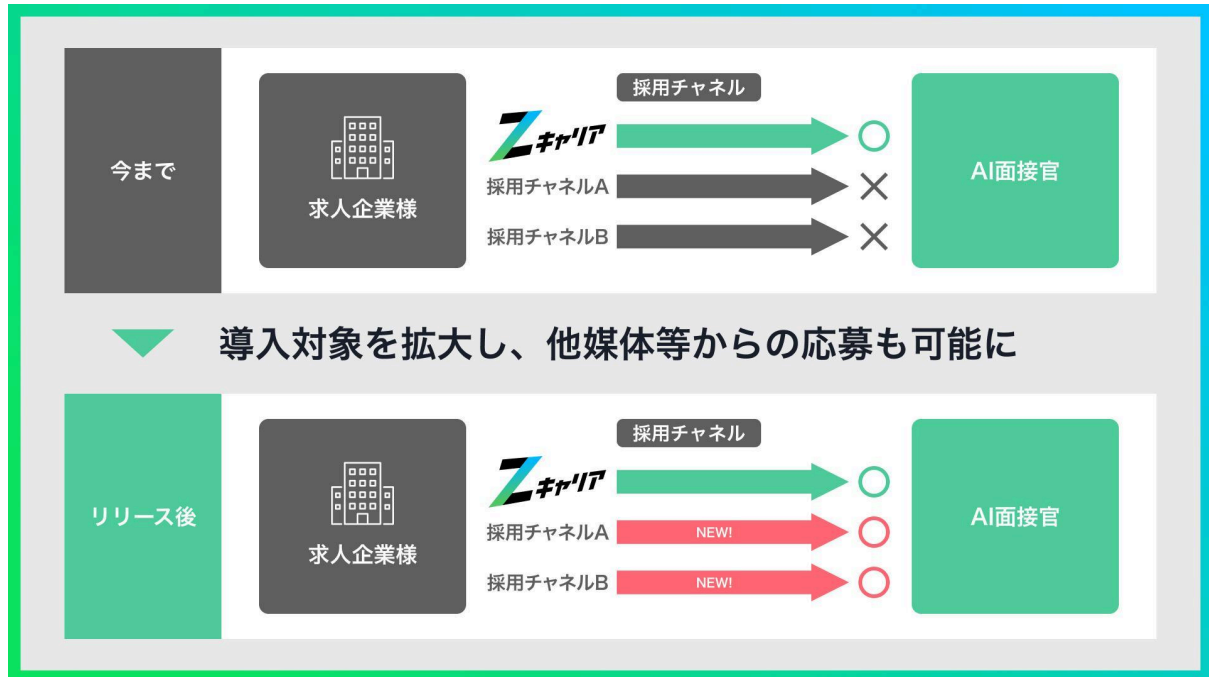 採用チャネル
今まで
求人企業様
Zキャリア
採用チャネルA
採用チャネルB
AI面接官
導入対象を拡大し、他媒体等からの応募も可能に
採用チャネル
リリース後
求人企業様
Zキャリア
採用チャネルA
NEW!
採用チャネルB
NEW!
AI面接官